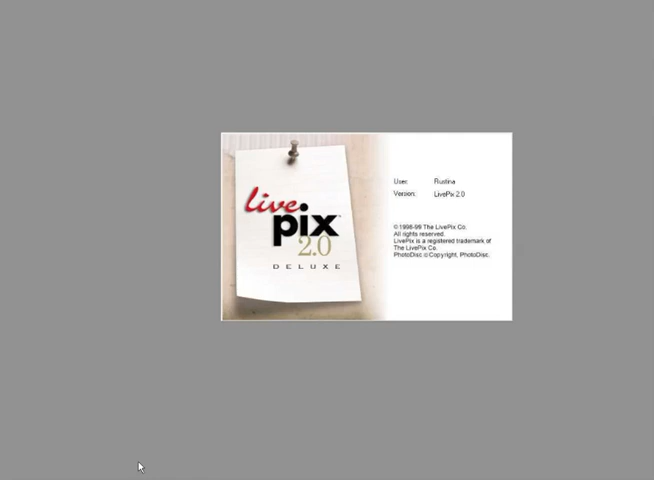 live
pix™
2.0
DELUXE
User: Rustina
Version: LivePix 2.0
©1998-99 The LivePix Co.
All rights reserved.
LivePix is a registered trademark of
The LivePix Co.
PhotoDisc © Copyright, PhotoDisc.